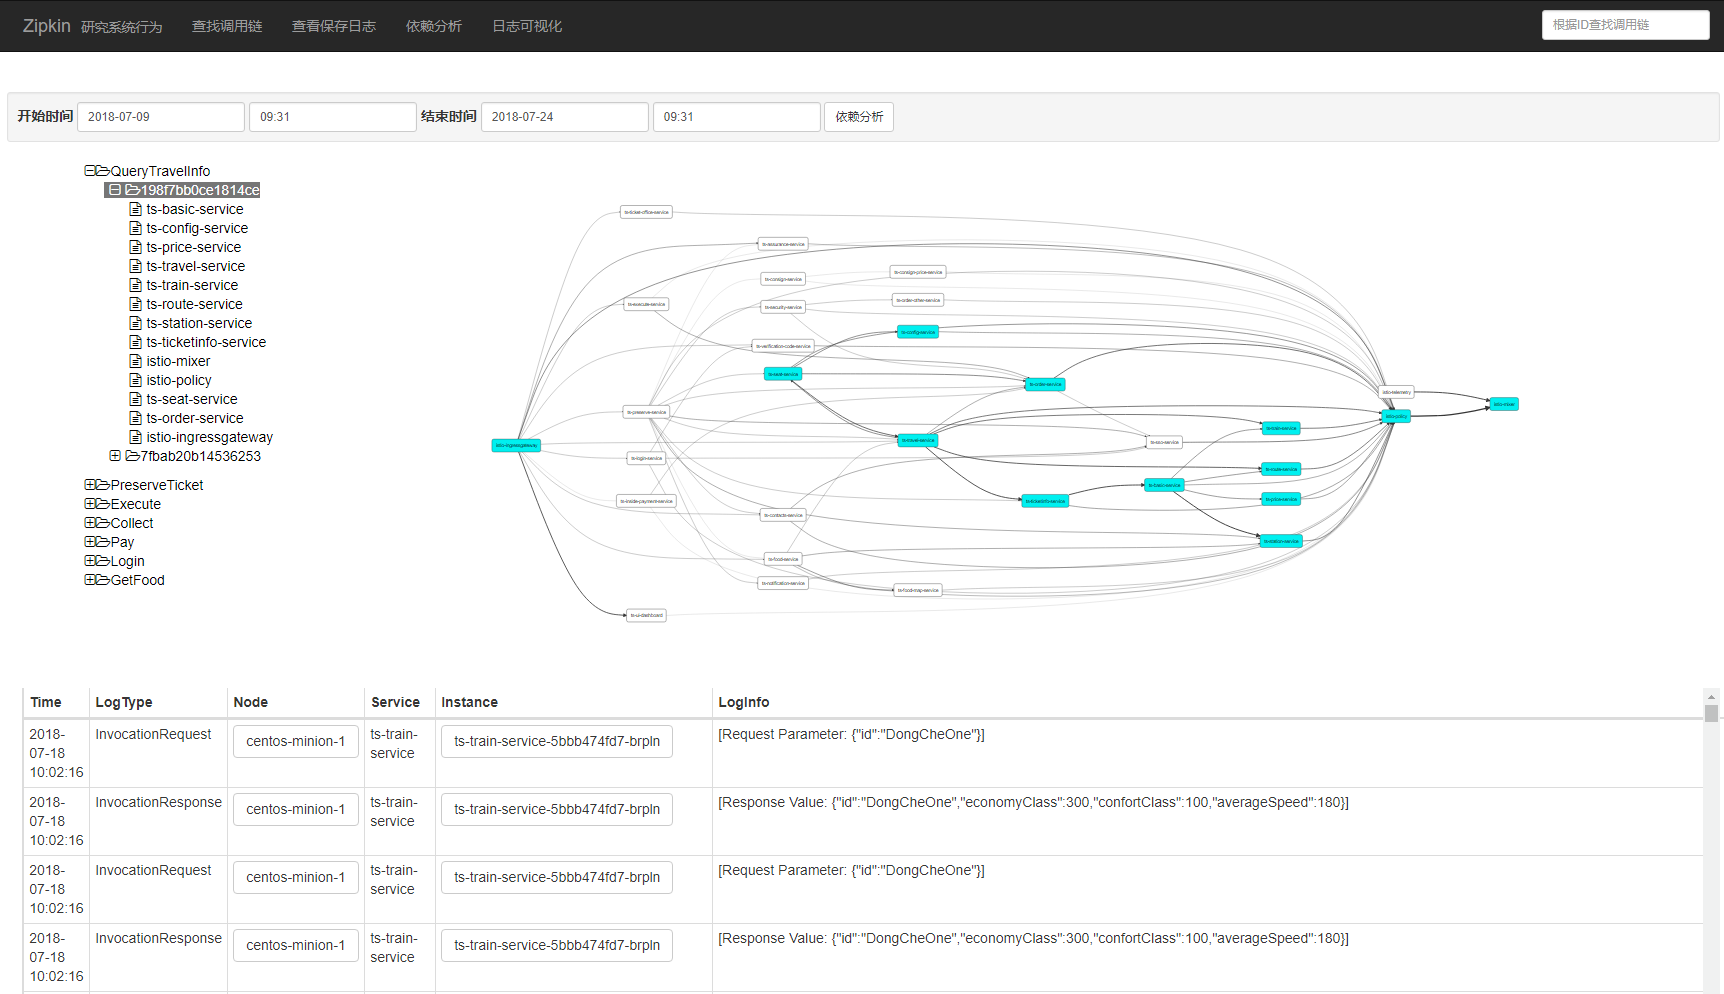 Zipkin 研究系统行为 查找调用链 查看保存日志 依赖分析 日志可视化 根据ID查找调用链
开始时间 2018-07-09 09:31 结束时间 2018-07-24 09:31 依赖分析
QueryTravelInfo
198f7bb0ce1814ce
ts-basic-service
ts-config-service
ts-price-service
ts-travel-service
ts-train-service
ts-route-service
ts-station-service
ts-ticketinfo-service
istio-mixer
istio-policy
ts-seat-service
ts-order-service
istio-ingressgateway
7fbab20b14536253
PreserveTicket
Execute
Collect
Pay
Login
GetFood
ts-ticket-office-service
ts-assurance-service
ts-consign-service
ts-consign-price-service
ts-execute-service
ts-security-service
ts-order-other-service
ts-config-service
ts-verification-code-service
ts-seat-service
ts-order-service
istio-telemetry
istio-mixer
ts-preserve-service
istio-policy
ts-train-service
istio-ingressgateway
ts-travel-service
ts-sso-service
ts-login-service
ts-route-service
ts-basic-service
ts-inside-payment-service
ts-ticketinfo-service
ts-price-service
ts-contacts-service
ts-station-service
ts-food-service
ts-notification-service
ts-food-map-service
ts-ui-dashboard
Time LogType Node Service Instance LogInfo
2018-
07-18
10:02:16
InvocationRequest
centos-minion-1
ts-train-
service
ts-train-service-5bbb474fd7-brpln
[Request Parameter: {"id":"DongCheOne"}]
2018-
07-18
10:02:16
InvocationResponse
centos-minion-1
ts-train-
service
ts-train-service-5bbb474fd7-brpln
[Response Value: {"id":"DongCheOne","economyClass":300,"confortClass":100,"averageSpeed":180}]
2018-
07-18
10:02:16
InvocationRequest
centos-minion-1
ts-train-
service
ts-train-service-5bbb474fd7-brpln
[Request Parameter: {"id":"DongCheOne"}]
2018-
07-18
10:02:16
InvocationResponse
centos-minion-1
ts-train-
service
ts-train-service-5bbb474fd7-brpln
[Response Value: {"id":"DongCheOne","economyClass":300,"confortClass":100,"averageSpeed":180}]